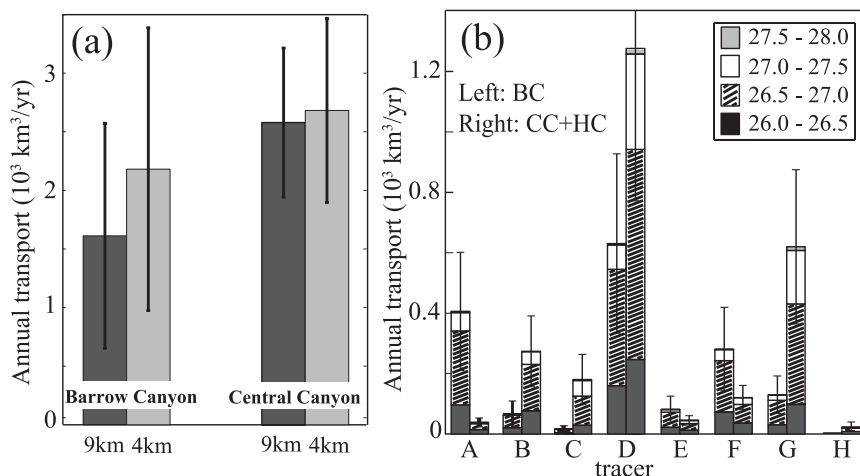 (a)
Annual transport (10³ km³/yr)
3
2
1
0
Barrow Canyon Central Canyon
9km 4km 9km 4km
(b)
Annual transport (10³ km³/yr)
1.2
0.8
0.4
0
Left: BC
Right: CC+HC
27.5 - 28.0
27.0 - 27.5
26.5 - 27.0
26.0 - 26.5
A B C D E F G H
tracer